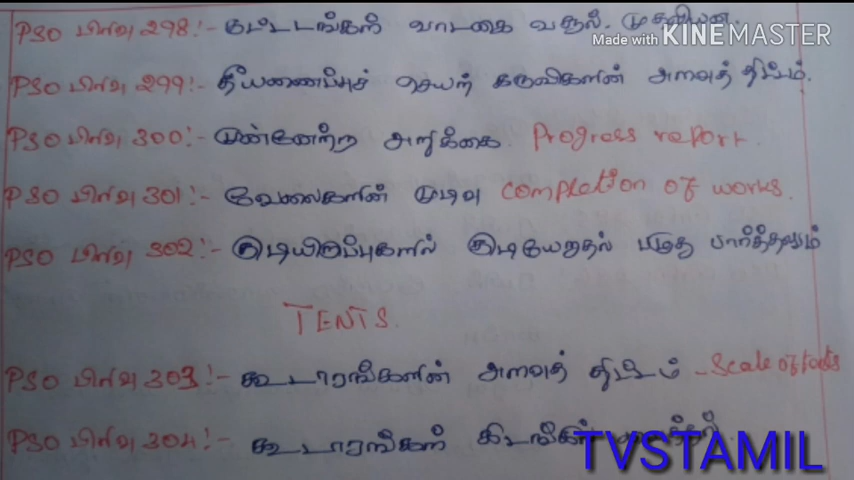 PSO பிரிவு 298:- கட்டடங்கள் வாடகை வசூல். முதலியன.
Made with KINEMASTER
PSO பிரிவு 299:- தீயணைப்புச் செயற் கருவிகளின் அளவுத் திட்டம்.
PSO பிரிவு 300:- முன்னேற்ற அறிக்கை Progress report.
PSO பிரிவு 301:- வேலைகளின் முடிவு completion of works.
PSO பிரிவு 302:- குடியிருப்புகளில் குடியேறுதல் பழுது பார்த்தலும்
TENTS.
PSO பிரிவு 303:- கூடாரங்களின் அளவுத் திட்டம் - Scale of tents
PSO பிரிவு 304:- கூடாரங்கள்
TVSTAMIL